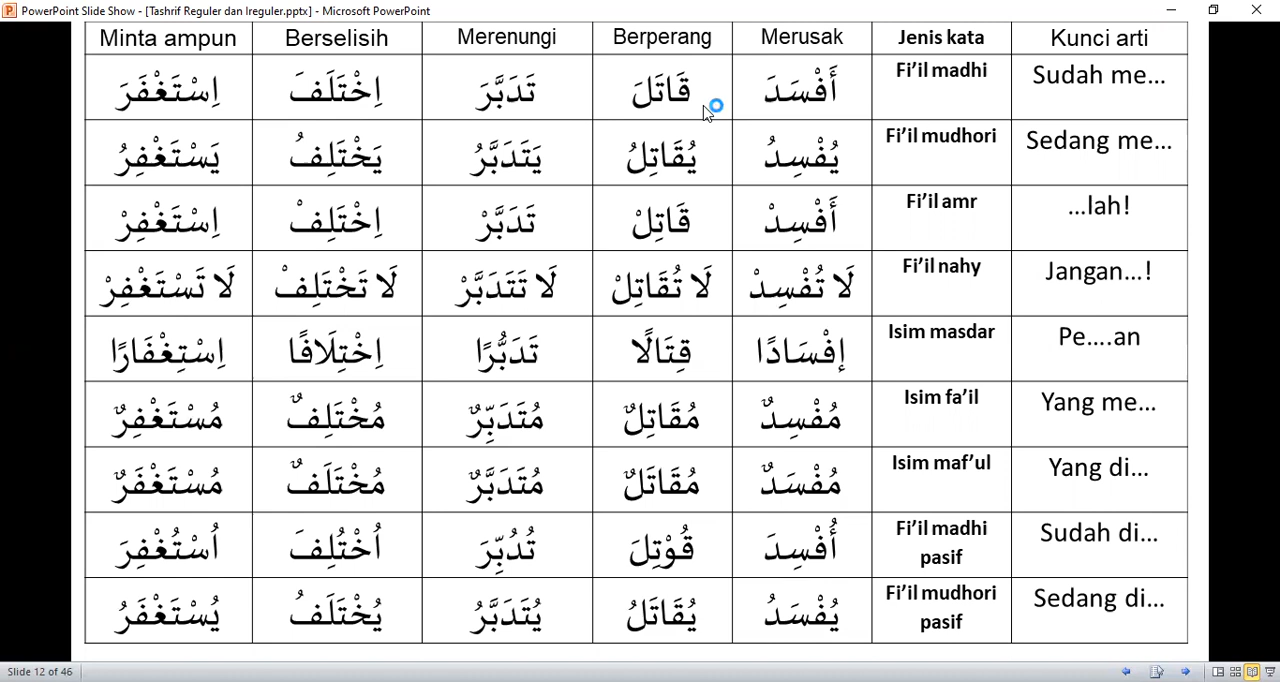 PowerPoint Slide Show - [Tashrif Reguler dan Ireguler.pptx] - Microsoft PowerPoint
Minta ampun Berselisih Merenungi Berperang Merusak Jenis kata Kunci arti
اِسْتَغْفَرَ اِخْتَلَفَ تَدَبَّرَ قَاتَلَ أَفْسَدَ Fi’il madhi Sudah me...
يَسْتَغْفِرُ يَخْتَلِفُ يَتَدَبَّرُ يُقَاتِلُ يُفْسِدُ Fi’il mudhori Sedang me...
اِسْتَغْفِرْ اِخْتَلِفْ تَدَبَّرْ قَاتِلْ أَفْسِدْ Fi’il amr ...lah!
لَا تَسْتَغْفِرْ لَا تَخْتَلِفْ لَا تَتَدَبَّرْ لَا تُقَاتِلْ لَا تُفْسِدْ Fi’il nahy Jangan...!
اِسْتِغْفَارًا اِخْتِلَافًا تَدَبُّرًا قِتَالًا إفْسَادًا Isim masdar Pe....an
مُسْتَغْفِرٌ مُخْتَلِفٌ مُتَدَبِّرٌ مُقَاتِلٌ مُفْسِدٌ Isim fa’il Yang me...
مُسْتَغْفَرٌ مُخْتَلَفٌ مُتَدَبَّرٌ مُقَاتَلٌ مُفْسَدٌ Isim maf’ul Yang di...
اُسْتُغْفِرَ اُخْتُلِفَ تُدُبِّرَ قُوْتِلَ أُفْسِدَ Fi’il madhi pasif Sudah di...
يُسْتَغْفَرُ يُخْتَلَفُ يُتَدَبَّرُ يُقَاتَلُ يُفْسَدُ Fi’il mudhori pasif Sedang di...
Slide 12 of 46